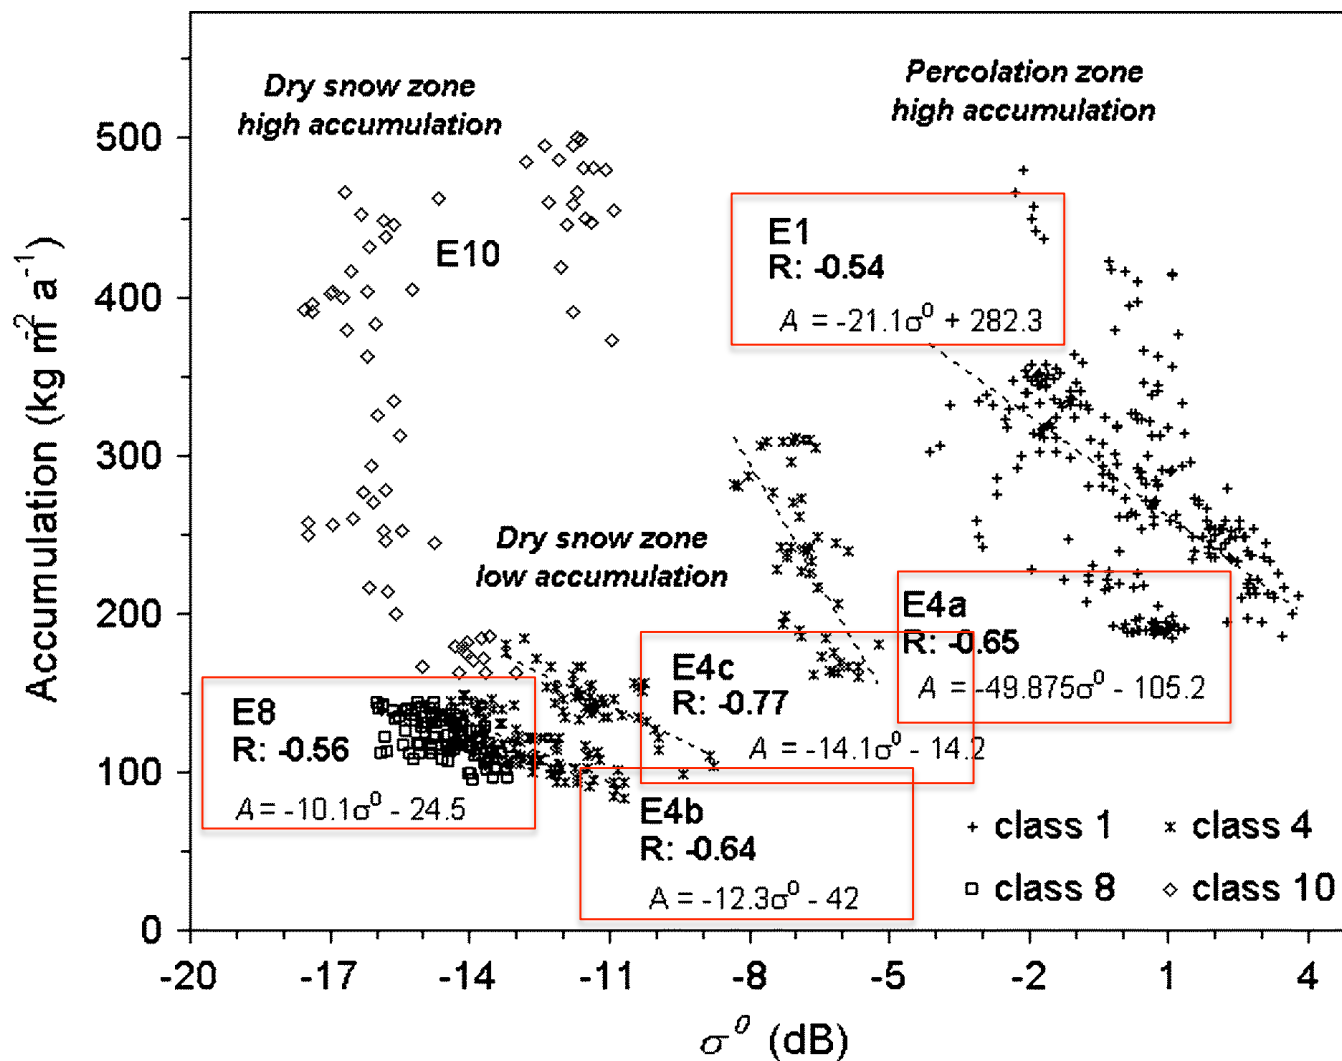 Dry snow zone
high accumulation
Percolation zone
high accumulation
E10
E1
R: -0.54
A = -21.1σ⁰ + 282.3
Dry snow zone
low accumulation
E4a
R: -0.65
A = -49.875σ⁰ - 105.2
E4c
R: -0.77
A = -14.1σ⁰ - 14.2
E8
R: -0.56
A = -10.1σ⁰ - 24.5
E4b
R: -0.64
A = -12.3σ⁰ - 42
+ class 1
class 4
class 8
class 10
Accumulation (kg m⁻² a⁻¹)
500
400
300
200
100
0
-20 -17 -14 -11 -8 -5 -2 1 4
σ⁰ (dB)